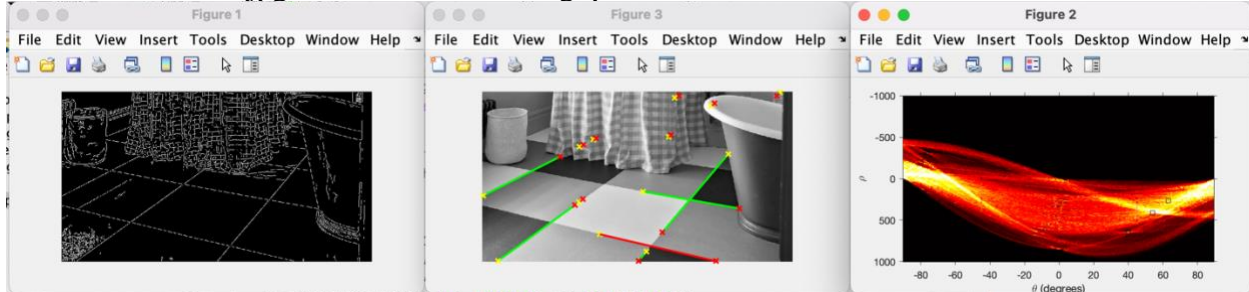 Figure 1
File Edit View Insert Tools Desktop Window Help
Figure 3
File Edit View Insert Tools Desktop Window Help
Figure 2
File Edit View Insert Tools Desktop Window Help
-1000
-500
0
500
1000
ρ
-80 -60 -40 -20 0 20 40 60 80
θ (degrees)